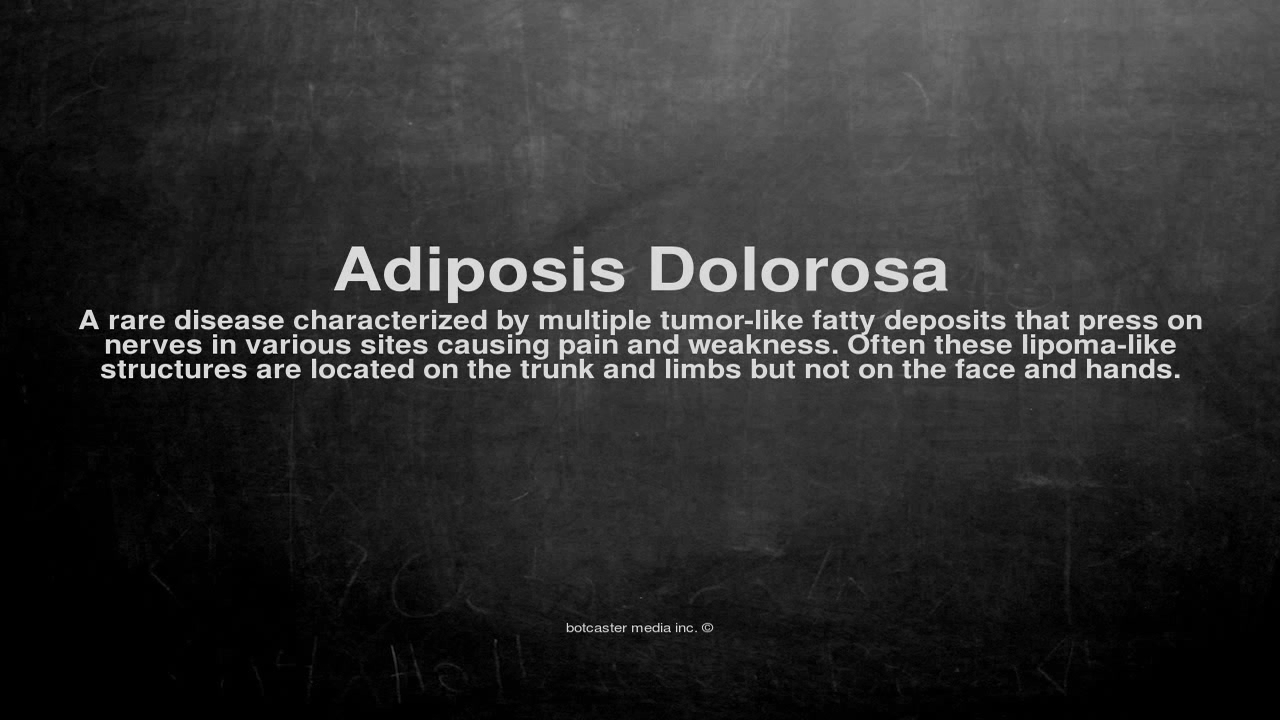 Adiposis Dolorosa
A rare disease characterized by multiple tumor-like fatty deposits that press on
nerves in various sites causing pain and weakness. Often these lipoma-like
structures are located on the trunk and limbs but not on the face and hands.
botcaster media inc. ©